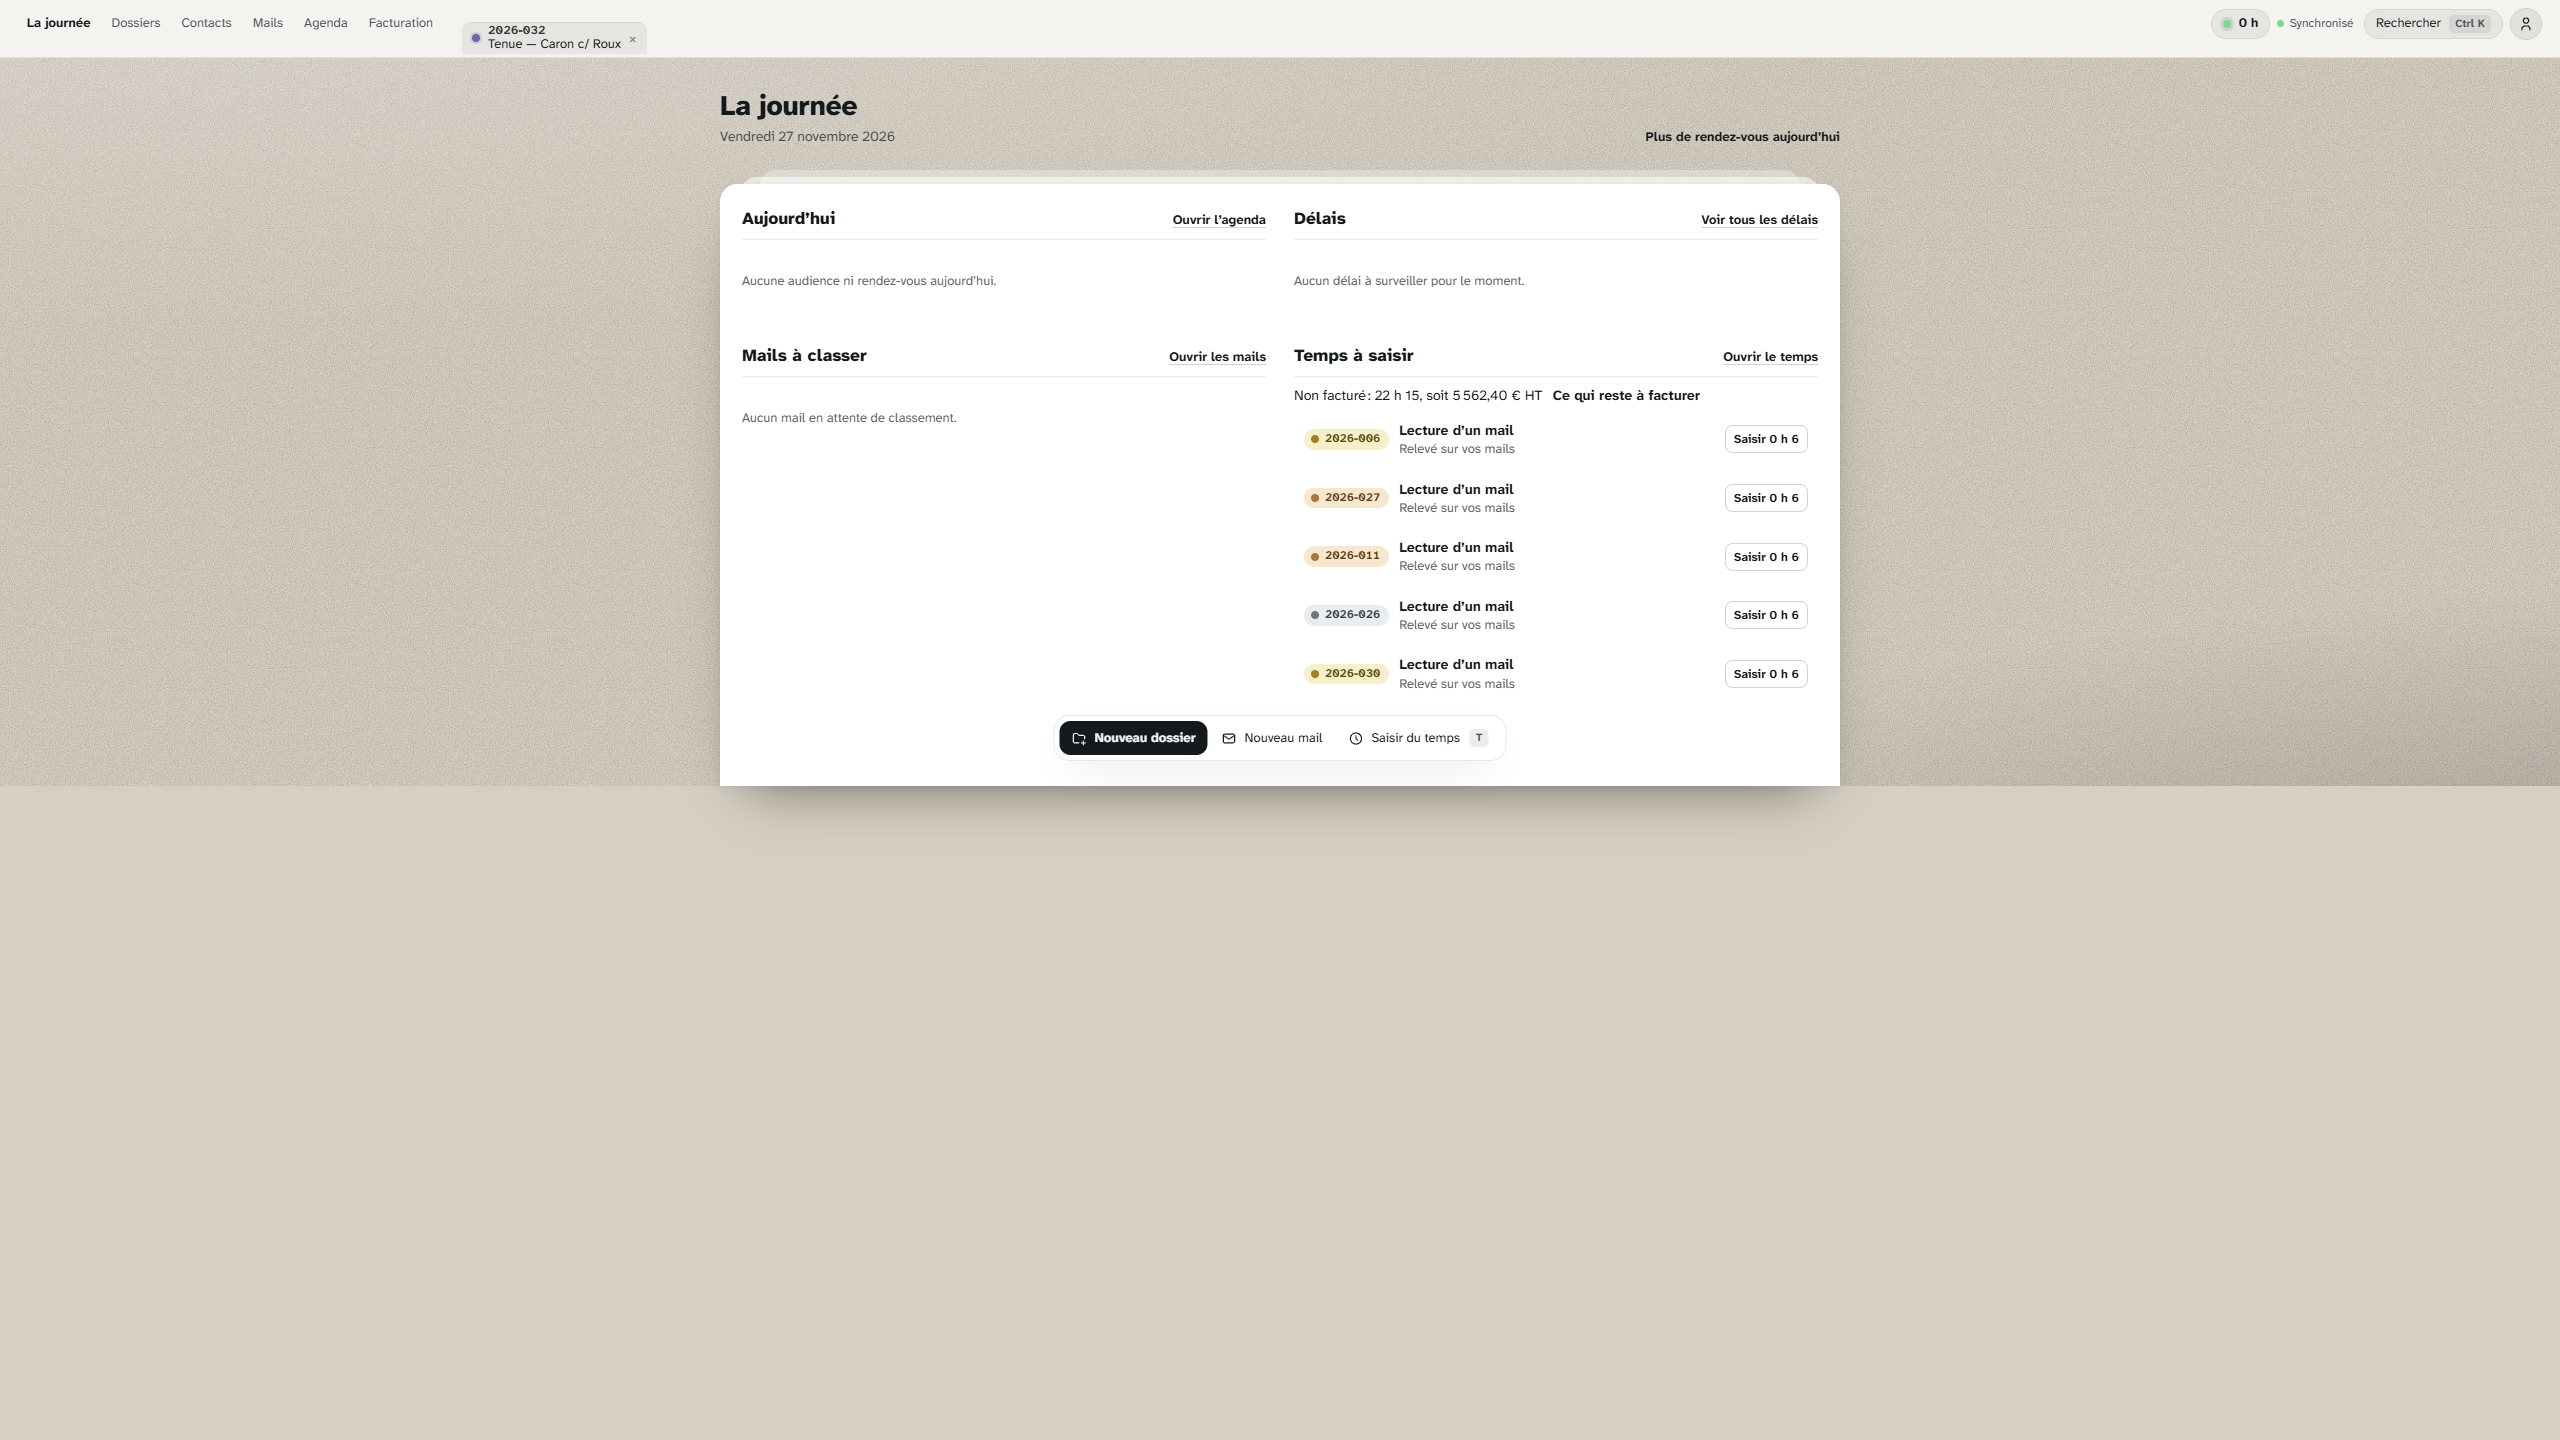 La journée
Dossiers
Contacts
Mails
Agenda
Facturation
2026-032
Tenue — Caron c/ Roux ×
0 h
Synchronisé
Rechercher Ctrl K
La journée
Vendredi 27 novembre 2026
Plus de rendez-vous aujourd’hui
Aujourd’hui
Ouvrir l’agenda
Aucune audience ni rendez-vous aujourd’hui.
Délais
Voir tous les délais
Aucun délai à surveiller pour le moment.
Mails à classer
Ouvrir les mails
Aucun mail en attente de classement.
Temps à saisir
Ouvrir le temps
Non facturé : 22 h 15, soit 5 562,40 € HT Ce qui reste à facturer
2026-006
Lecture d’un mail
Relevé sur vos mails
Saisir 0 h 6
2026-027
Lecture d’un mail
Relevé sur vos mails
Saisir 0 h 6
2026-011
Lecture d’un mail
Relevé sur vos mails
Saisir 0 h 6
2026-026
Lecture d’un mail
Relevé sur vos mails
Saisir 0 h 6
2026-030
Lecture d’un mail
Relevé sur vos mails
Saisir 0 h 6
Nouveau dossier
Nouveau mail
Saisir du temps T